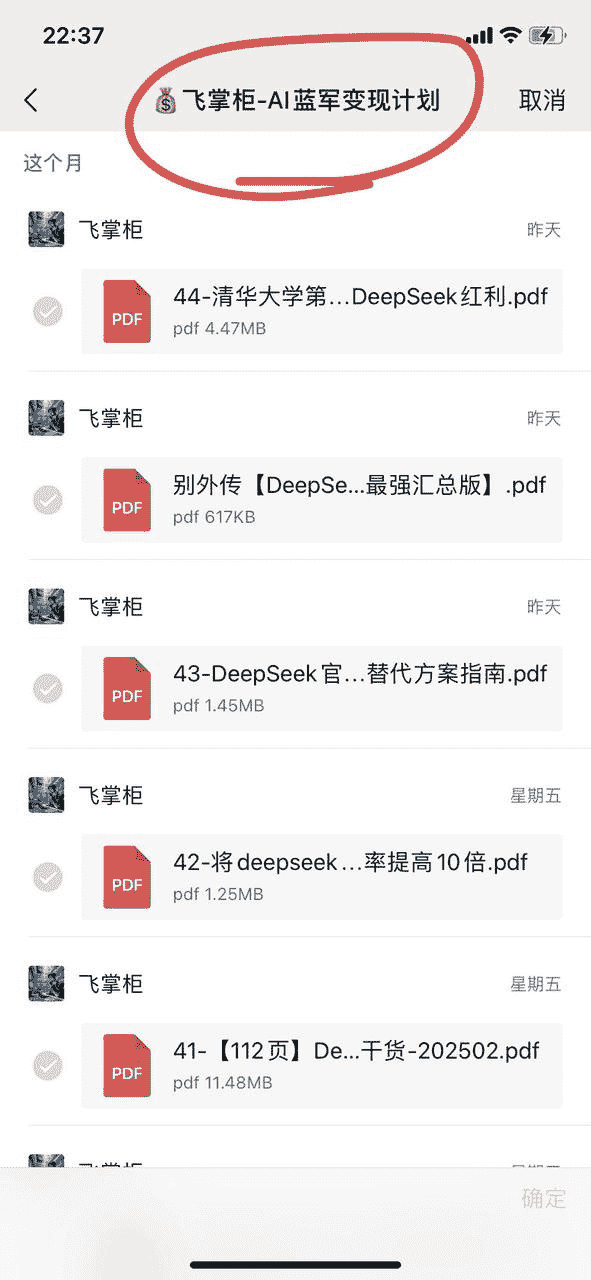 22:37
💰飞掌柜-AI蓝军变现计划
取消
这个月
飞掌柜
昨天
44-清华大学第...DeepSeek红利.pdf
PDF
pdf 4.47MB
飞掌柜
昨天
别外传【DeepSe...最强汇总版】.pdf
PDF
pdf 617KB
飞掌柜
昨天
43-DeepSeek官...替代方案指南.pdf
PDF
pdf 1.45MB
飞掌柜
星期五
42-将deepseek...率提高10倍.pdf
PDF
pdf 1.25MB
飞掌柜
星期五
41-【112页】De...干货-202502.pdf
PDF
pdf 11.48MB
确定